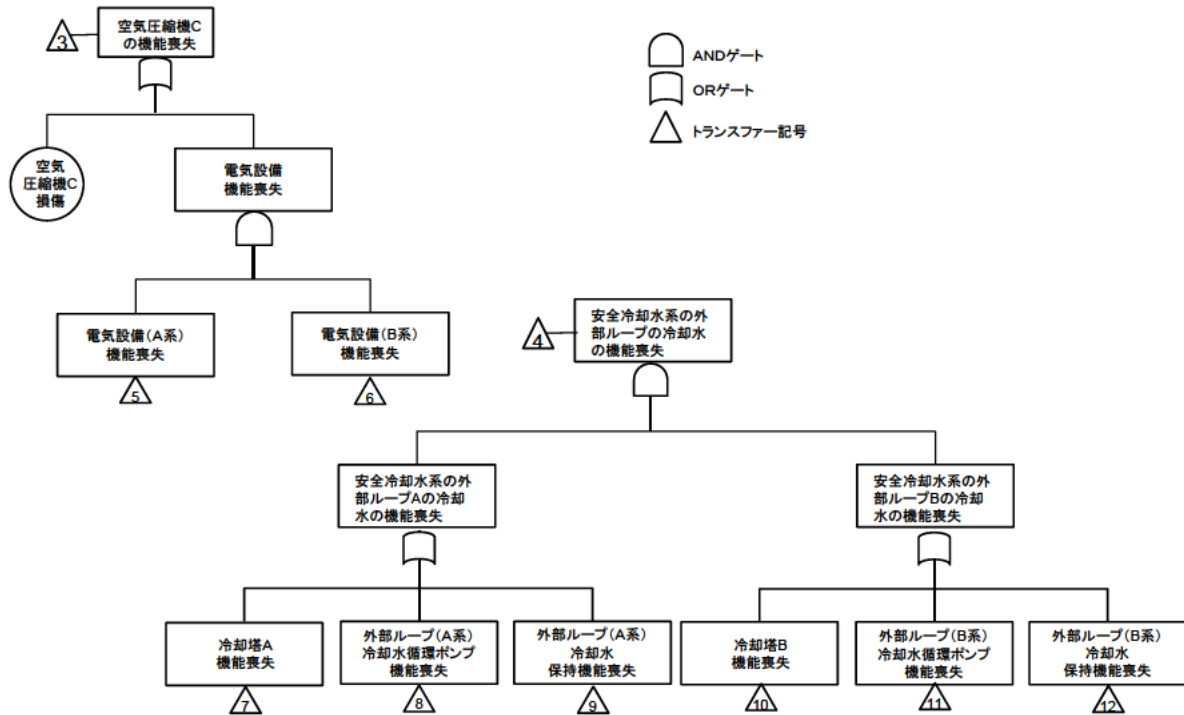 3
空気圧縮機C
の機能喪失
ANDゲート
ORゲート
トランスファー記号
空気
圧縮機C
損傷
電気設備
機能喪失
電気設備(A系)
機能喪失
5
電気設備(B系)
機能喪失
6
4
安全冷却水系の外
部ループの冷却水
の機能喪失
安全冷却水系の外
部ループAの冷却
水の機能喪失
安全冷却水系の外
部ループBの冷却
水の機能喪失
冷却塔A
機能喪失
7
外部ループ(A系)
冷却水循環ポンプ
機能喪失
8
外部ループ(A系)
冷却水
保持機能喪失
9
冷却塔B
機能喪失
10
外部ループ(B系)
冷却水循環ポンプ
機能喪失
11
外部ループ(B系)
冷却水
保持機能喪失
12